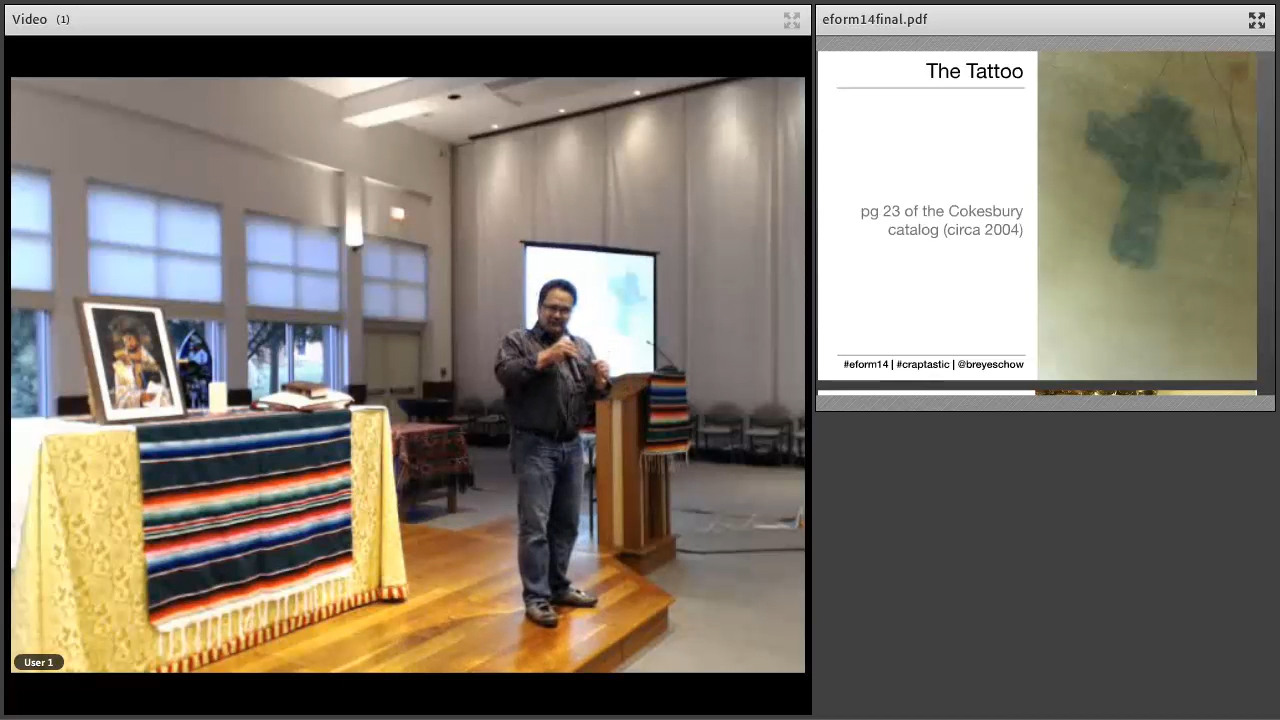 Video (1)
eform14final.pdf
The Tattoo
pg 23 of the Cokesbury
catalog (circa 2004)
#eform14 | #craptastic | @breyeschow
User 1